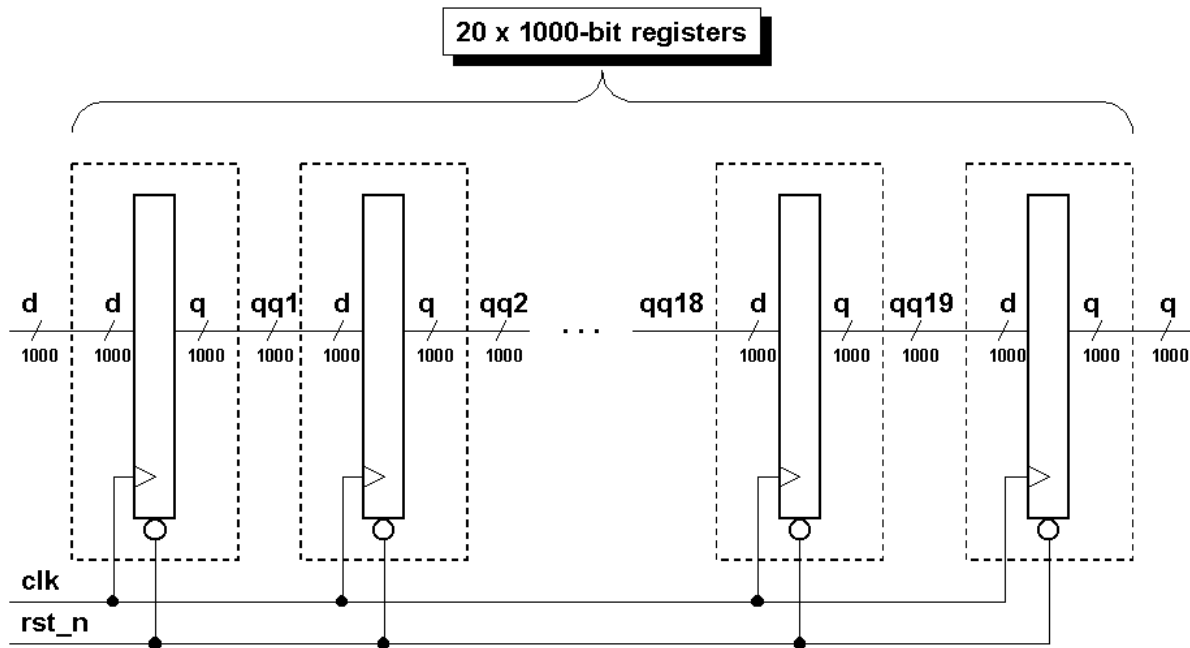 20 x 1000-bit registers
d d q qq1 d q qq2 ... qq18 d q qq19 d q q
1000 1000 1000 1000 1000 1000 1000 1000 1000 1000 1000 1000 1000
clk
rst_n